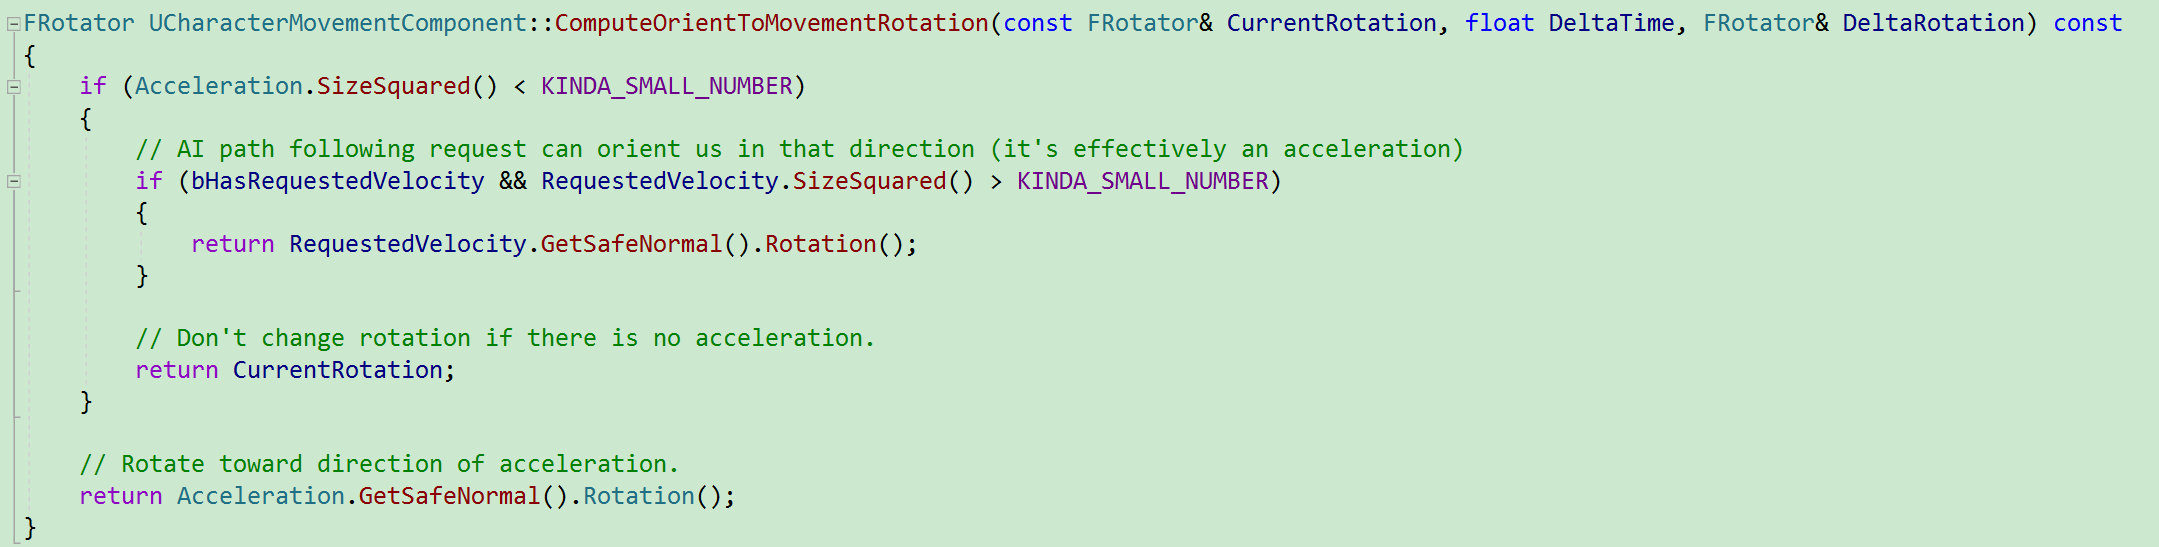 FRotator UCharacterMovementComponent::ComputeOrientToMovementRotation(const FRotator& CurrentRotation, float DeltaTime, FRotator& DeltaRotation) const
{
    if (Acceleration.SizeSquared() < KINDA_SMALL_NUMBER)
    {
        // AI path following request can orient us in that direction (it's effectively an acceleration)
        if (bHasRequestedVelocity && RequestedVelocity.SizeSquared() > KINDA_SMALL_NUMBER)
        {
            return RequestedVelocity.GetSafeNormal().Rotation();
        }

        // Don't change rotation if there is no acceleration.
        return CurrentRotation;
    }

    // Rotate toward direction of acceleration.
    return Acceleration.GetSafeNormal().Rotation();
}